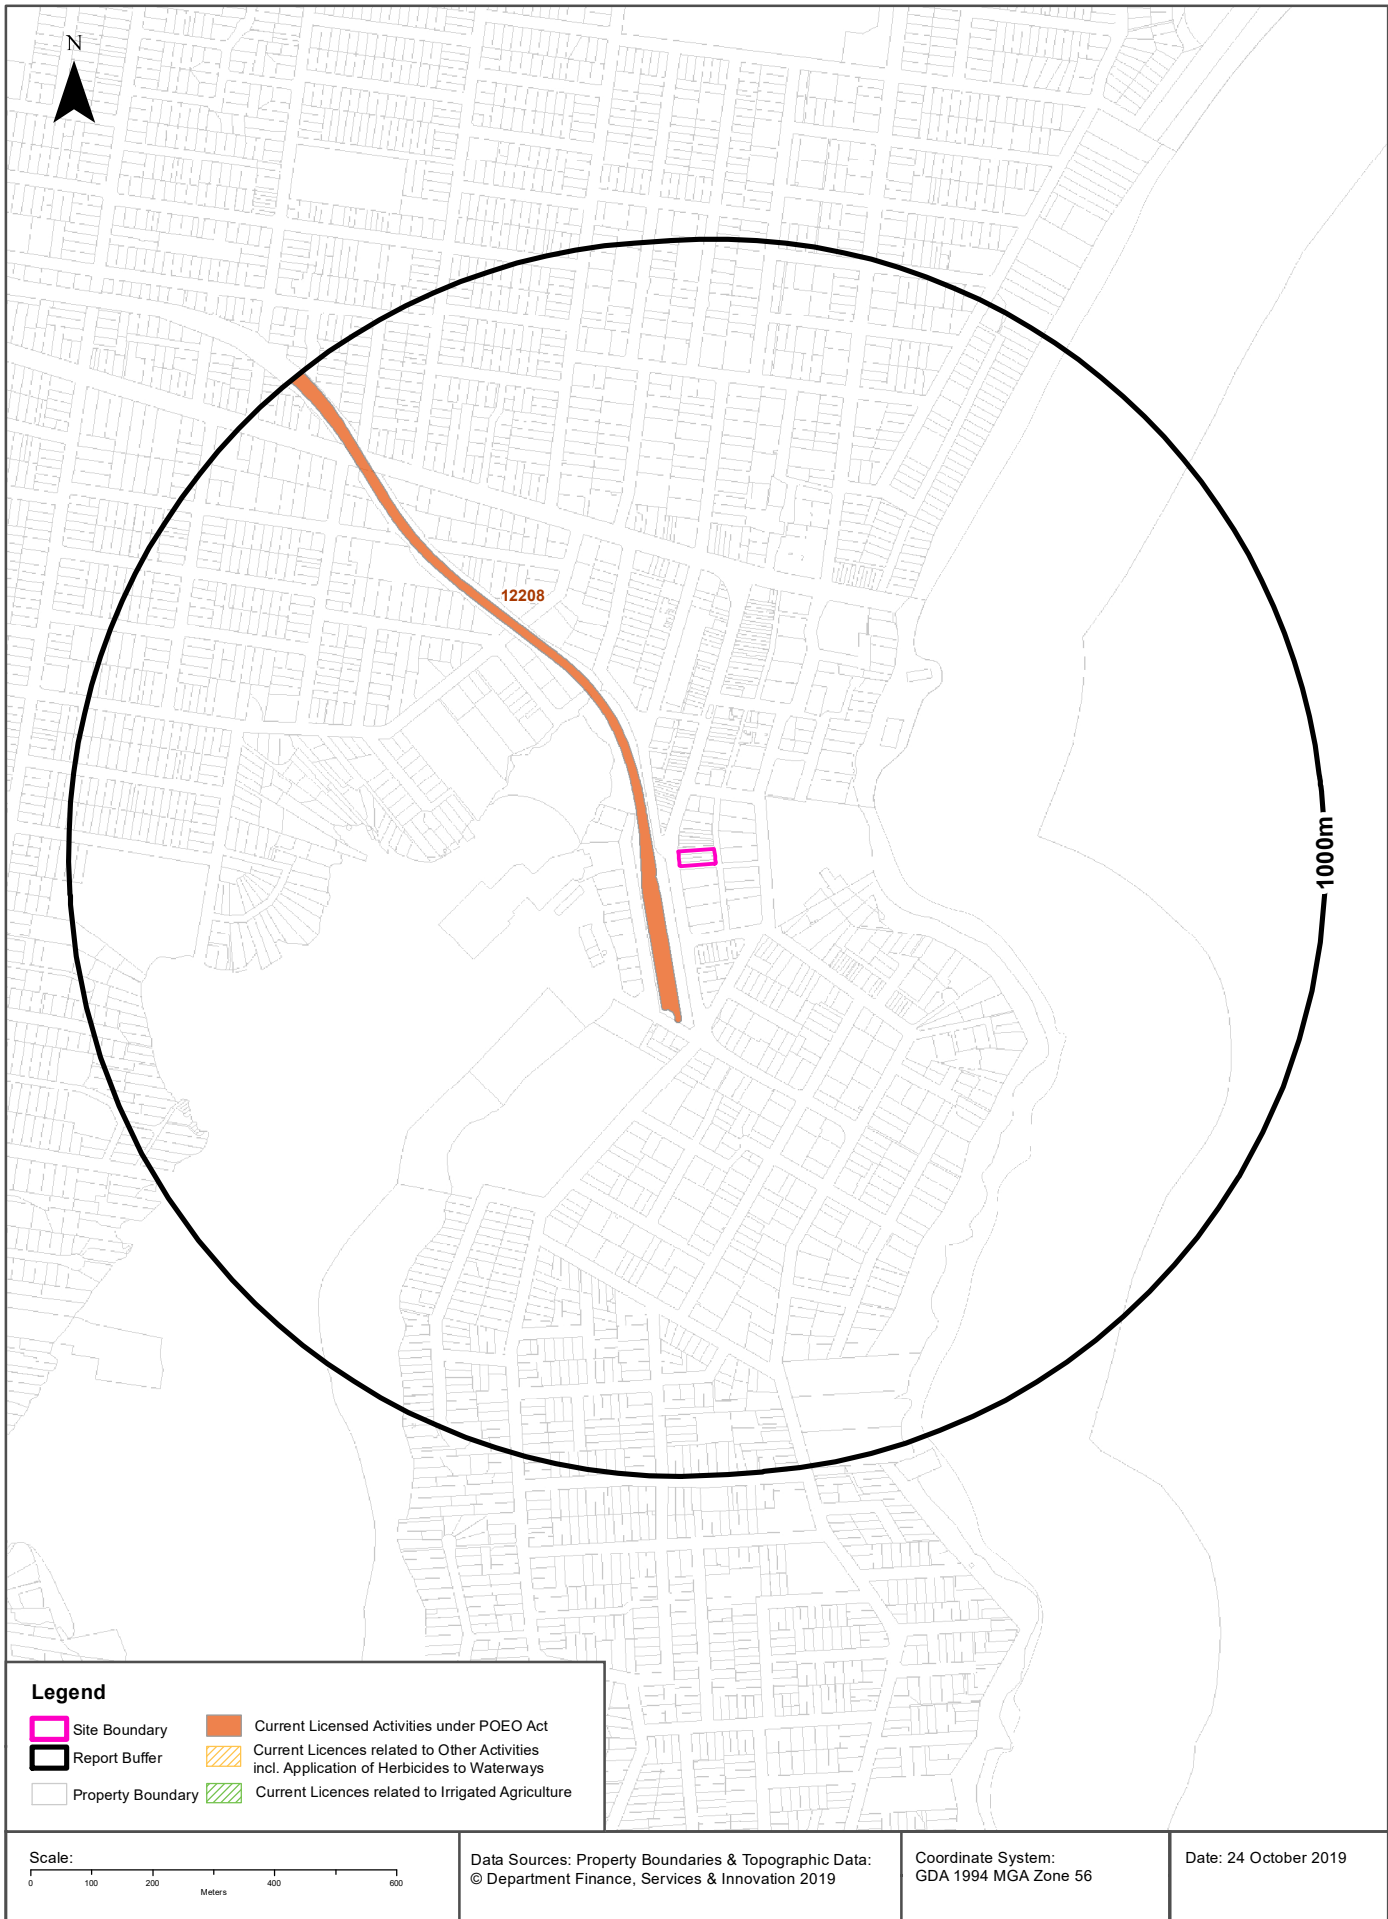 N
12208
1000m
Legend
Site Boundary
Report Buffer
Property Boundary
Current Licensed Activities under POEO Act
Current Licences related to Other Activities
incl. Application of Herbicides to Waterways
Current Licences related to Irrigated Agriculture
Scale:
0 100 200 400 600
Meters
Data Sources: Property Boundaries & Topographic Data:
© Department Finance, Services & Innovation 2019
Coordinate System:
GDA 1994 MGA Zone 56
Date: 24 October 2019